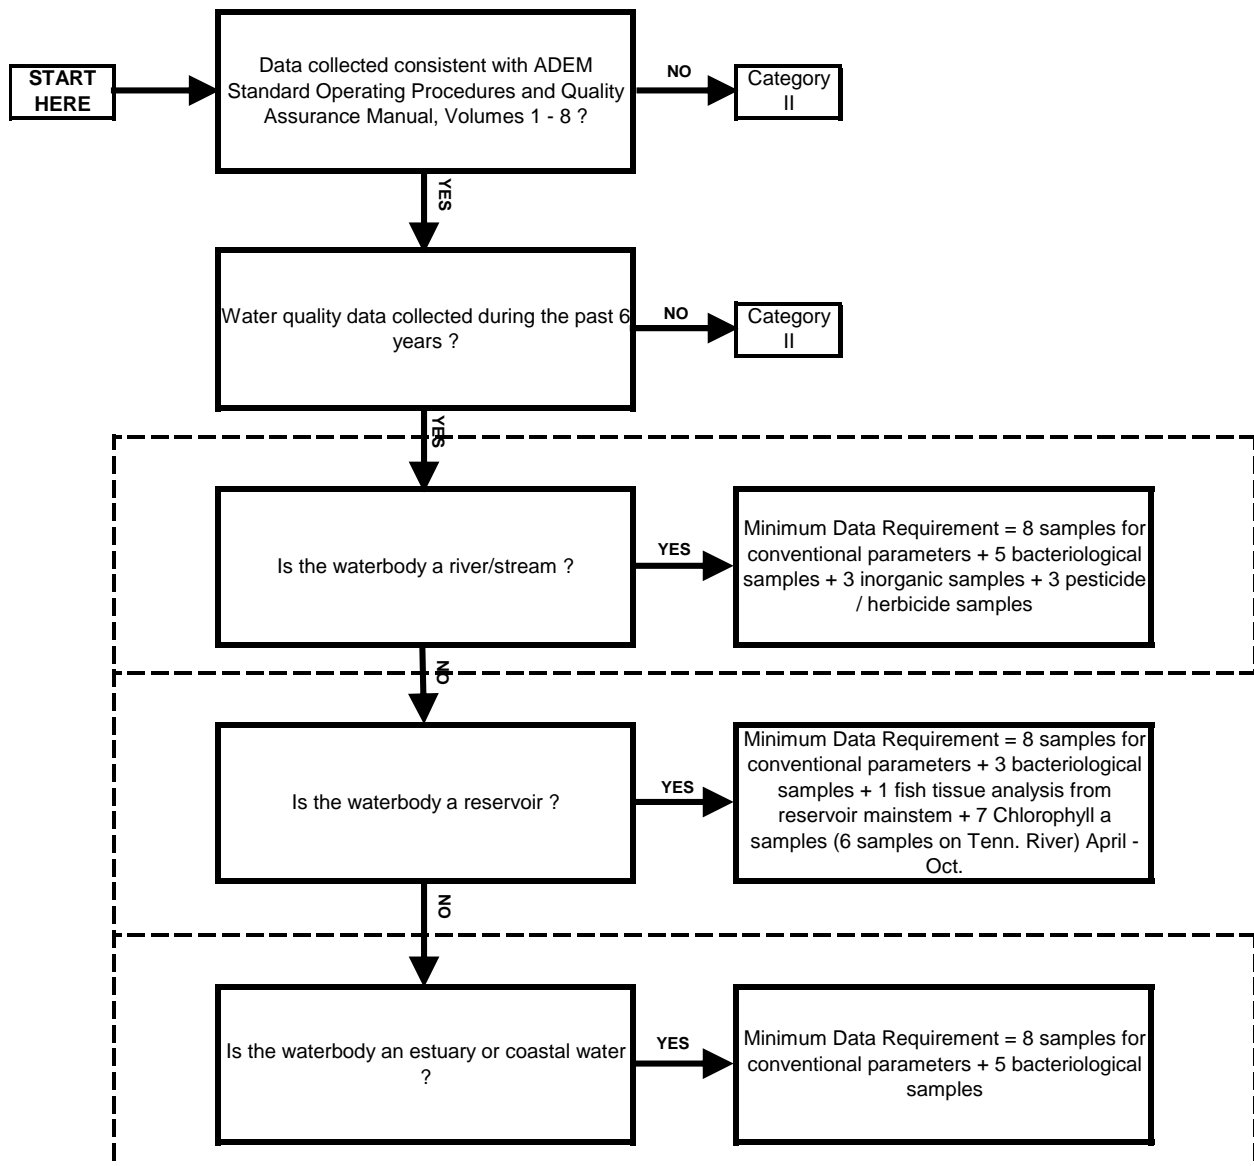 START
HERE
Data collected consistent with ADEM
Standard Operating Procedures and Quality
Assurance Manual, Volumes 1 - 8 ?
NO
Category
II
YES
Water quality data collected during the past 6
years ?
NO
Category
II
YES
Is the waterbody a river/stream ?
YES
Minimum Data Requirement = 8 samples for
conventional parameters + 5 bacteriological
samples + 3 inorganic samples + 3 pesticide
/ herbicide samples
NO
Is the waterbody a reservoir ?
YES
Minimum Data Requirement = 8 samples for
conventional parameters + 3 bacteriological
samples + 1 fish tissue analysis from
reservoir mainstem + 7 Chlorophyll a
samples (6 samples on Tenn. River) April -
Oct.
NO
Is the waterbody an estuary or coastal water
?
YES
Minimum Data Requirement = 8 samples for
conventional parameters + 5 bacteriological
samples